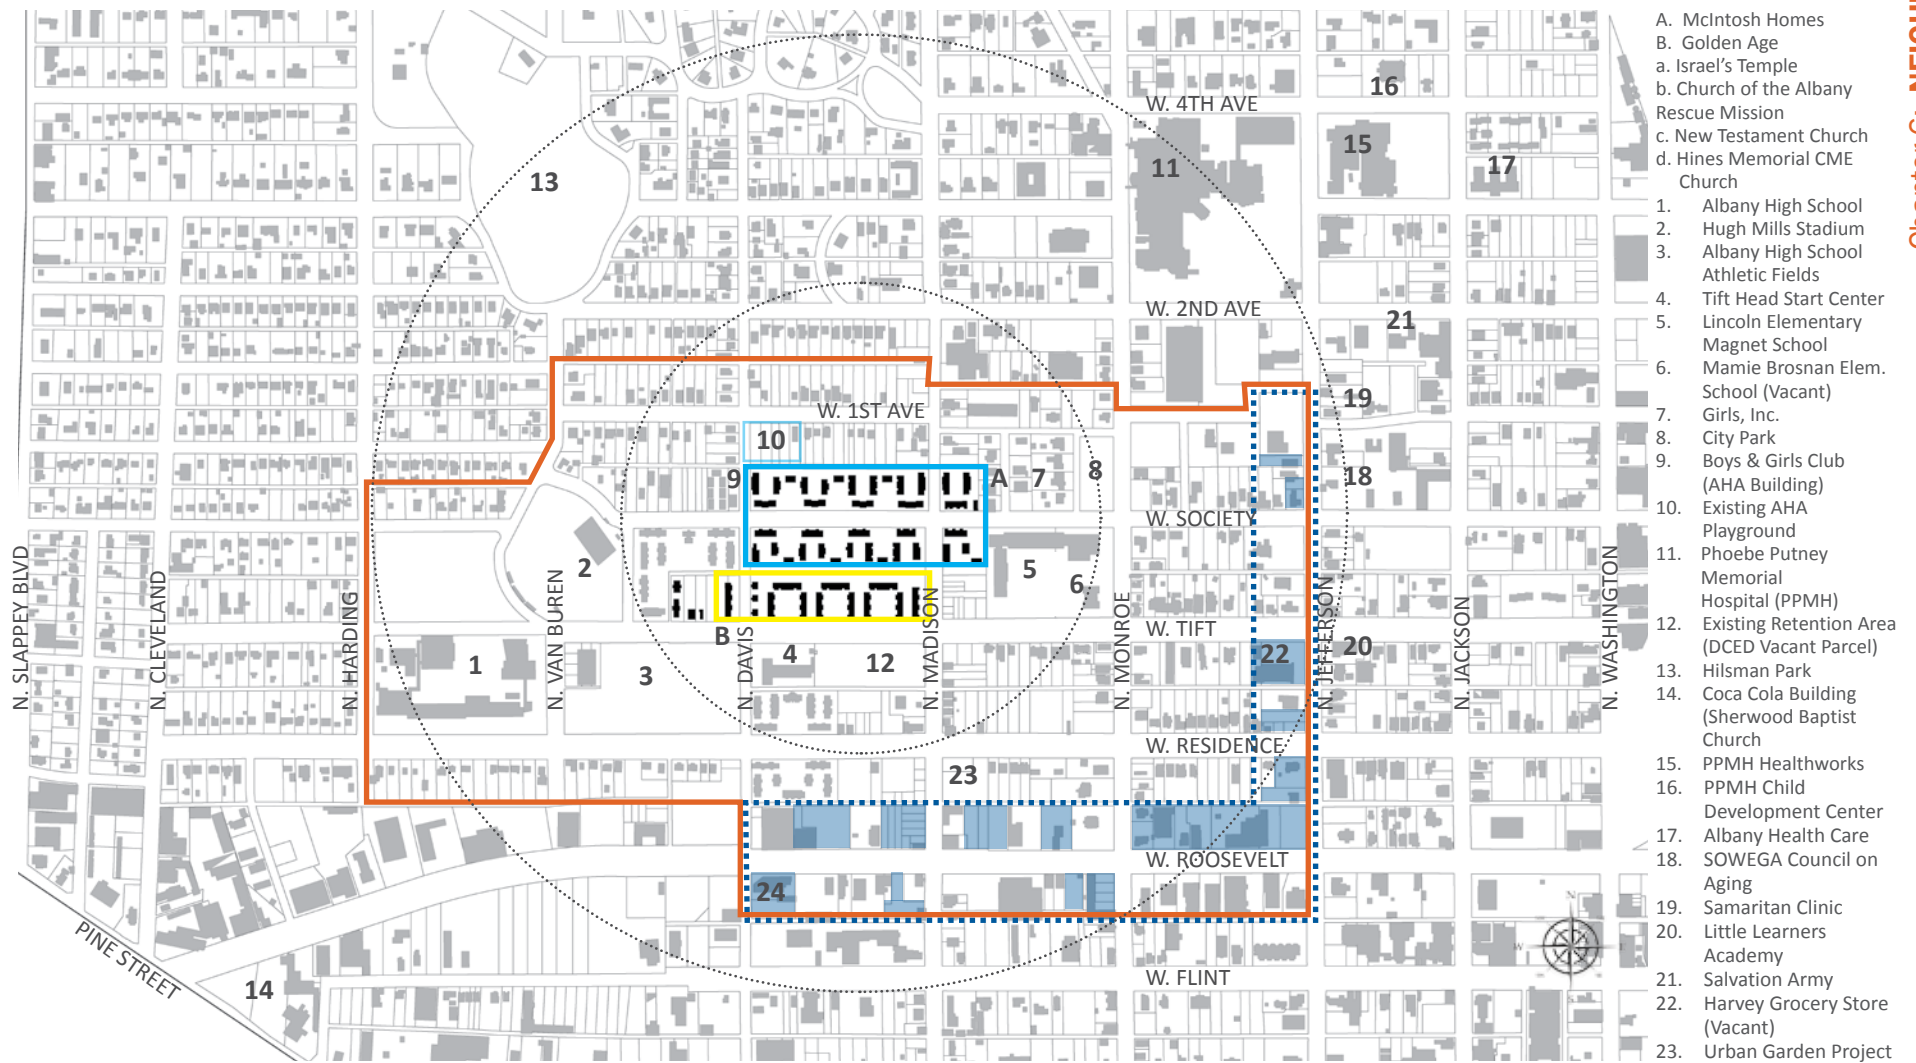 A. McIntosh Homes
B. Golden Age
a. Israel's Temple
b. Church of the Albany
Rescue Mission
c. New Testament Church
d. Hines Memorial CME
Church
1. Albany High School
2. Hugh Mills Stadium
3. Albany High School
Athletic Fields
4. Tift Head Start Center
5. Lincoln Elementary
Magnet School
6. Mamie Brosnan Elem.
School (Vacant)
7. Girls, Inc.
8. City Park
9. Boys & Girls Club
(AHA Building)
10. Existing AHA
Playground
11. Phoebe Putney
Memorial
Hospital (PPMH)
12. Existing Retention Area
(DCED Vacant Parcel)
13. Hilsman Park
14. Coca Cola Building
(Sherwood Baptist
Church
15. PPMH Healthworks
16. PPMH Child
Development Center
17. Albany Health Care
18. SOWEGA Council on
Aging
19. Samaritan Clinic
20. Little Learners
Academy
21. Salvation Army
22. Harvey Grocery Store
(Vacant)
23. Urban Garden Project
W. 4TH AVE
W. 2ND AVE
W. 1ST AVE
W. SOCIETY
W. TIFT
W. RESIDENCE
W. ROOSEVELT
W. FLINT
PINE STREET
N. SLAPPEY BLVD
N. CLEVELAND
N. HARDING
N. VAN BUREN
N. DAVIS
N. MADISON
N. MONROE
N. JEFFERSON
N. JACKSON
N. WASHINGTON
16
15
17
11
13
21
19
10
9
A
7
8
18
2
5
6
B
1
3
4
12
22
20
23
24
14